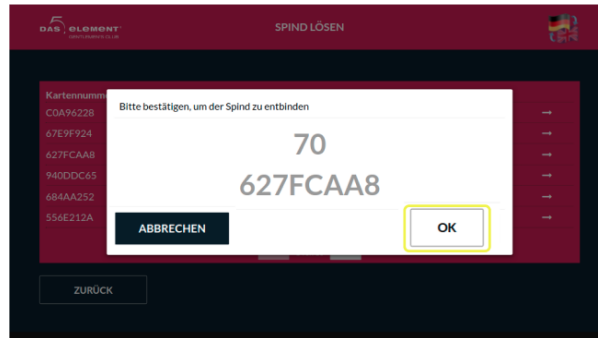 DAS 5 ELEMENT
SPIND LÖSEN
Kartennumm
C0A96228
67E9F924
627FCAA8
940DDC65
684AA252
556E212A
Bitte bestätigen, um der Spind zu entbinden
70
627FCAA8
ABBRECHEN
OK
ZURÜCK